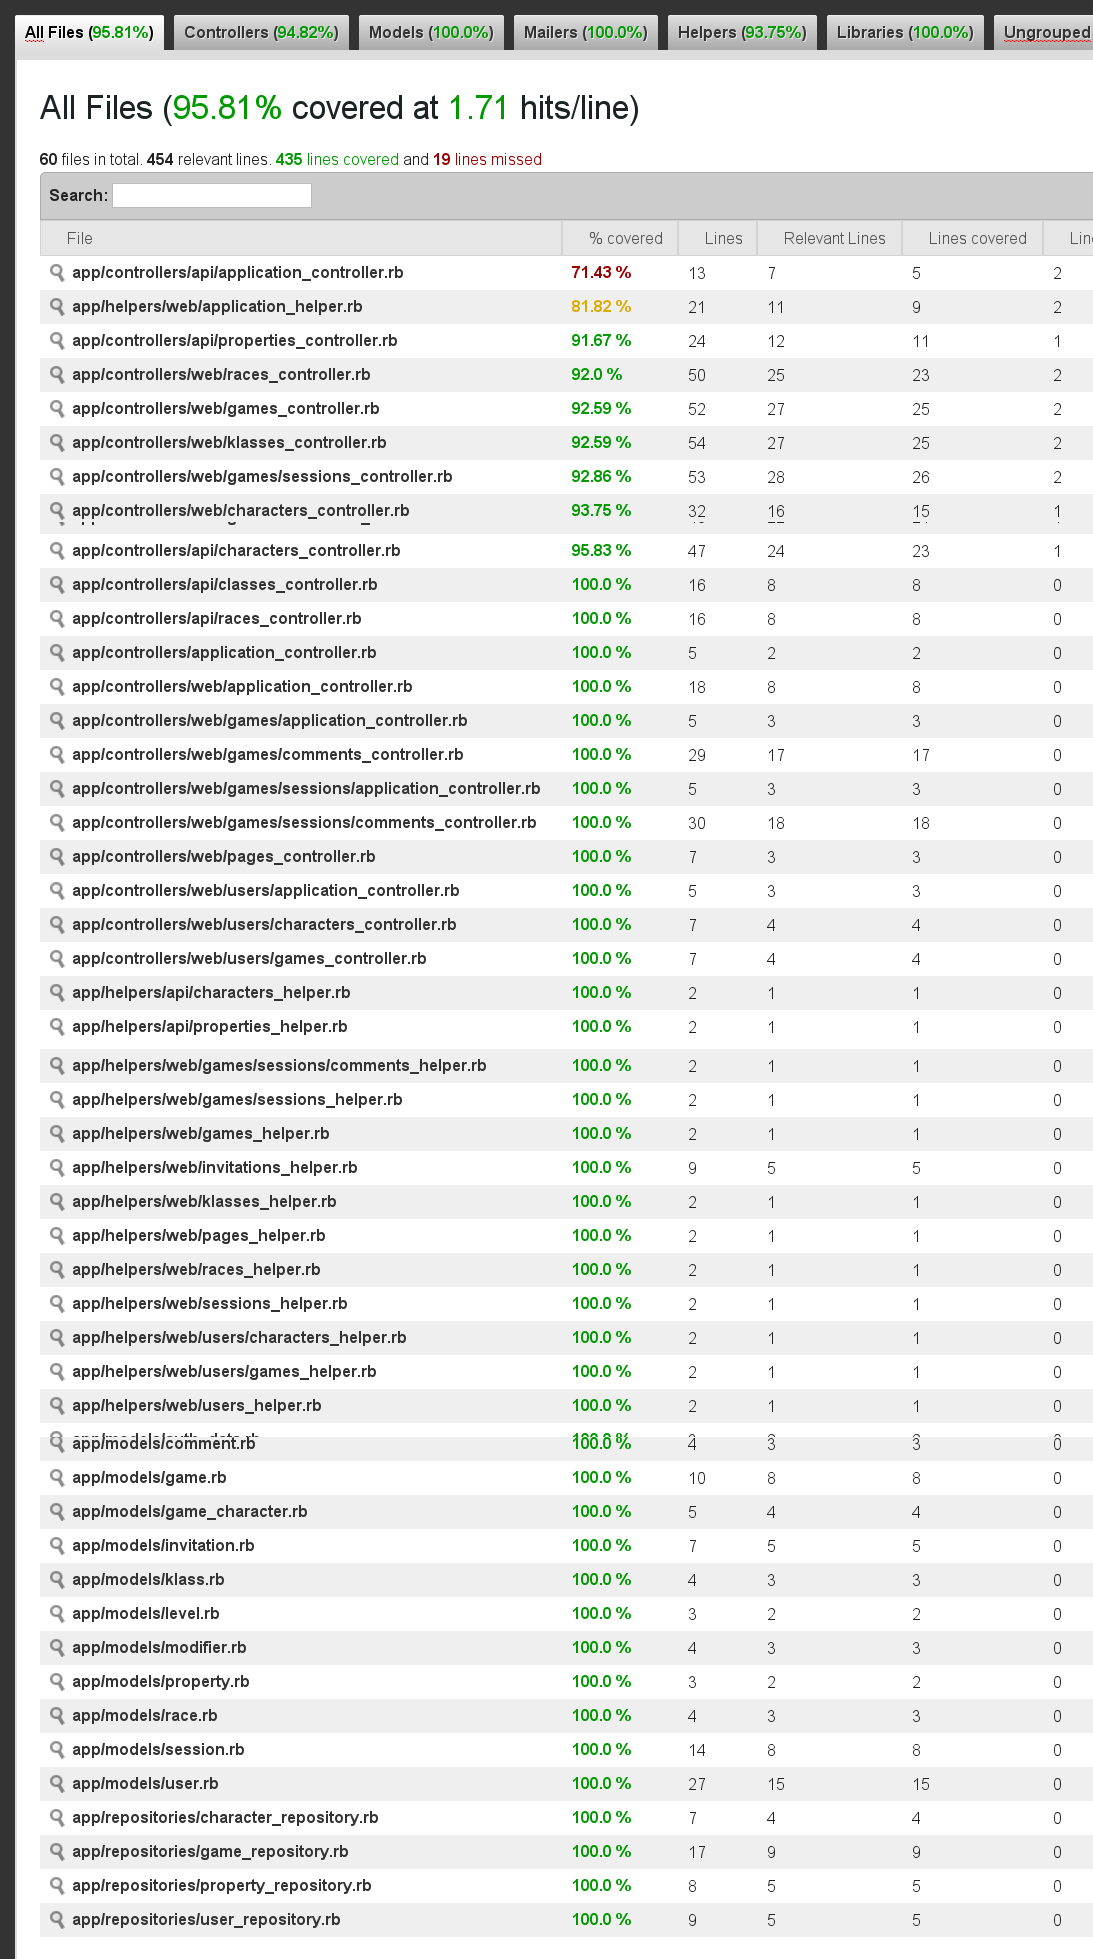 All Files (95.81%) Controllers (94.82%) Models (100.0%) Mailers (100.0%) Helpers (93.75%) Libraries (100.0%) Ungrouped
All Files (95.81% covered at 1.71 hits/line)
60 files in total. 454 relevant lines. 435 lines covered and 19 lines missed
Search:
File % covered Lines Relevant Lines Lines covered
app/controllers/api/application_controller.rb 71.43 % 13 7 5 2
app/helpers/web/application_helper.rb 81.82 % 21 11 9 2
app/controllers/api/properties_controller.rb 91.67 % 24 12 11 1
app/controllers/web/races_controller.rb 92.0 % 50 25 23 2
app/controllers/web/games_controller.rb 92.59 % 52 27 25 2
app/controllers/web/klasses_controller.rb 92.59 % 54 27 25 2
app/controllers/web/games/sessions_controller.rb 92.86 % 53 28 26 2
app/controllers/web/characters_controller.rb 93.75 % 32 16 15 1
app/controllers/api/characters_controller.rb 95.83 % 47 24 23 1
app/controllers/api/classes_controller.rb 100.0 % 16 8 8 0
app/controllers/api/races_controller.rb 100.0 % 16 8 8 0
app/controllers/application_controller.rb 100.0 % 5 2 2 0
app/controllers/web/application_controller.rb 100.0 % 18 8 8 0
app/controllers/web/games/application_controller.rb 100.0 % 5 3 3 0
app/controllers/web/games/comments_controller.rb 100.0 % 29 17 17 0
app/controllers/web/games/sessions/application_controller.rb 100.0 % 5 3 3 0
app/controllers/web/games/sessions/comments_controller.rb 100.0 % 30 18 18 0
app/controllers/web/pages_controller.rb 100.0 % 7 3 3 0
app/controllers/web/users/application_controller.rb 100.0 % 5 3 3 0
app/controllers/web/users/characters_controller.rb 100.0 % 7 4 4 0
app/controllers/web/users/games_controller.rb 100.0 % 7 4 4 0
app/helpers/api/characters_helper.rb 100.0 % 2 1 1 0
app/helpers/api/properties_helper.rb 100.0 % 2 1 1 0
app/helpers/web/games/sessions/comments_helper.rb 100.0 % 2 1 1 0
app/helpers/web/games/sessions_helper.rb 100.0 % 2 1 1 0
app/helpers/web/games_helper.rb 100.0 % 2 1 1 0
app/helpers/web/invitations_helper.rb 100.0 % 9 5 5 0
app/helpers/web/klasses_helper.rb 100.0 % 2 1 1 0
app/helpers/web/pages_helper.rb 100.0 % 2 1 1 0
app/helpers/web/races_helper.rb 100.0 % 2 1 1 0
app/helpers/web/sessions_helper.rb 100.0 % 2 1 1 0
app/helpers/web/users/characters_helper.rb 100.0 % 2 1 1 0
app/helpers/web/users/games_helper.rb 100.0 % 2 1 1 0
app/helpers/web/users_helper.rb 100.0 % 2 1 1 0
app/models/comment.rb 100.0 % 4 3 3 0
app/models/game.rb 100.0 % 10 8 8 0
app/models/game_character.rb 100.0 % 5 4 4 0
app/models/invitation.rb 100.0 % 7 5 5 0
app/models/klass.rb 100.0 % 4 3 3 0
app/models/level.rb 100.0 % 3 2 2 0
app/models/modifier.rb 100.0 % 4 3 3 0
app/models/property.rb 100.0 % 3 2 2 0
app/models/race.rb 100.0 % 4 3 3 0
app/models/session.rb 100.0 % 14 8 8 0
app/models/user.rb 100.0 % 27 15 15 0
app/repositories/character_repository.rb 100.0 % 7 4 4 0
app/repositories/game_repository.rb 100.0 % 17 9 9 0
app/repositories/property_repository.rb 100.0 % 8 5 5 0
app/repositories/user_repository.rb 100.0 % 9 5 5 0